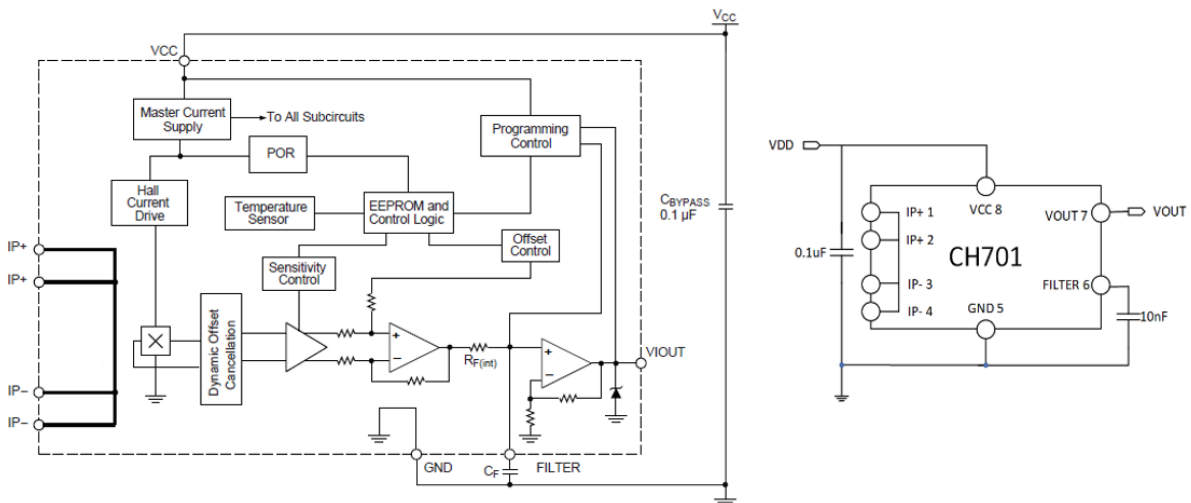 VCC
VCC
Master Current
Supply
To All Subcircuits
POR
Programming
Control
Hall
Current
Drive
Temperature
Sensor
EEPROM and
Control Logic
CBYPASS
0.1 µF
Offset
Control
Sensitivity
Control
IP+
IP+
IP−
IP−
Dynamic Offset
Cancellation
+
−
RF(int)
+
−
VIOUT
GND
CF
FILTER
VDD
0.1uF
IP+ 1
IP+ 2
IP- 3
IP- 4
VCC 8
VOUT 7
VOUT
CH701
FILTER 6
GND 5
10nF